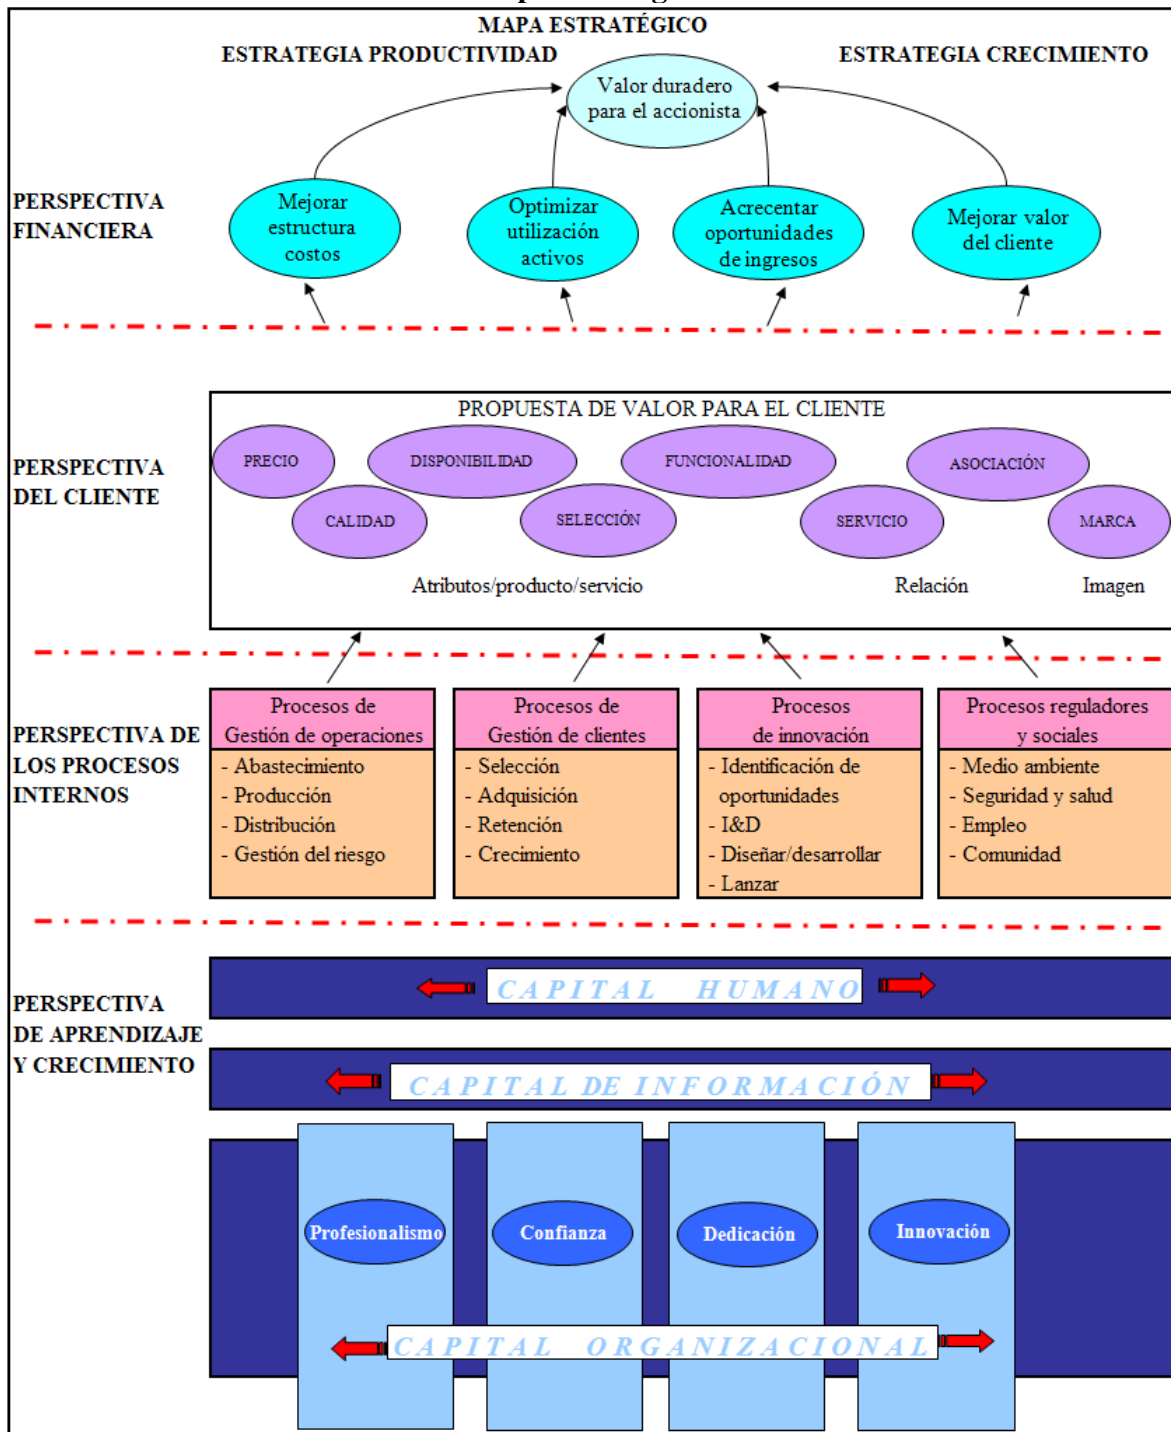 MAPA ESTRATÉGICO
ESTRATEGIA PRODUCTIVIDAD
ESTRATEGIA CRECIMIENTO
Valor duradero
para el accionista
PERSPECTIVA
FINANCIERA
Mejorar
estructura
costos
Optimizar
utilización
activos
Acrecentar
oportunidades
de ingresos
Mejorar valor
del cliente
PERSPECTIVA
DEL CLIENTE
PROPUESTA DE VALOR PARA EL CLIENTE
PRECIO
DISPONIBILIDAD
FUNCIONALIDAD
ASOCIACIÓN
CALIDAD
SELECCIÓN
SERVICIO
MARCA
Atributos/producto/servicio
Relación
Imagen
PERSPECTIVA DE
LOS PROCESOS
INTERNOS
Procesos de
Gestión de operaciones
- Abastecimiento
- Producción
- Distribución
- Gestión del riesgo
Procesos de
Gestión de clientes
- Selección
- Adquisición
- Retención
- Crecimiento
Procesos
de innovación
- Identificación de
oportunidades
- I&D
- Diseñar/desarrollar
- Lanzar
Procesos reguladores
y sociales
- Medio ambiente
- Seguridad y salud
- Empleo
- Comunidad
PERSPECTIVA
DE APRENDIZAJE
Y CRECIMIENTO
CAPITAL HUMANO
CAPITAL DE INFORMACIÓN
Profesionalismo
Confianza
Dedicación
Innovación
CAPITAL ORGANIZACIONAL